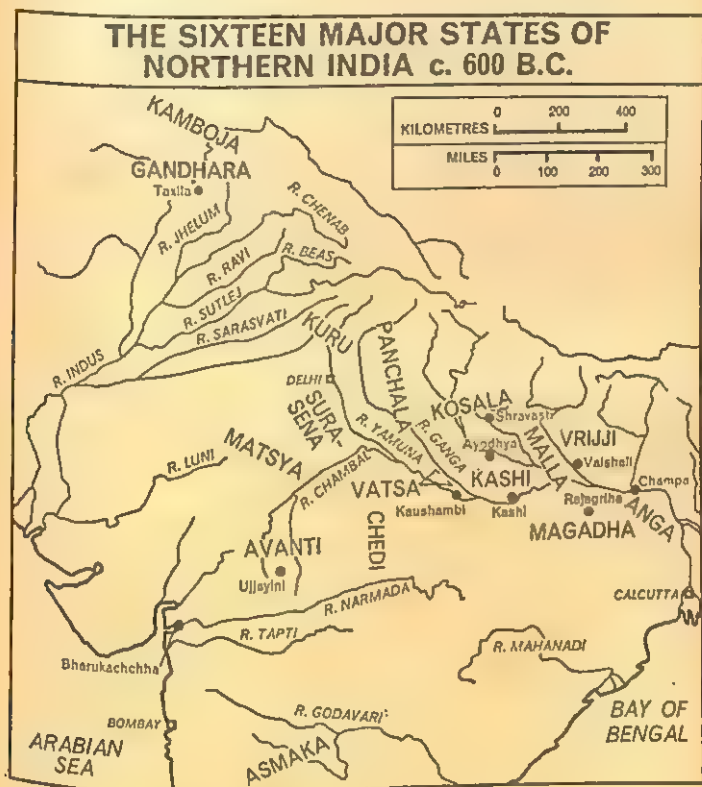 THE SIXTEEN MAJOR STATES OF
NORTHERN INDIA c. 600 B.C.
0 200 400
KILOMETRES
MILES
0 100 200 300
KAMBOJA
GANDHARA
Taxila
R. JHELUM
R. CHENAB
R. RAVI
R. BEAS
R. SUTLEJ
R. SARASVATI
R. INDUS
KURU
PANCHALA
DELHI
SURA-
SENA
KOSALA
Shravasti
MALLA
VRIJJI
Vaishali
Ayodhya
R. YAMUNA
R. GANGA
MATSYA
R. LUNI
R. CHAMBAL
VATSA
KASHI
Kaushambi
Kashi
Rajagriha
Champa
ANGA
MAGADHA
CHEDI
AVANTI
Ujjayini
CALCUTTA
R. NARMADA
R. TAPTI
Bharukachchha
R. MAHANADI
BOMBAY
R. GODAVARI
ASMAKA
ARABIAN
SEA
BAY OF
BENGAL